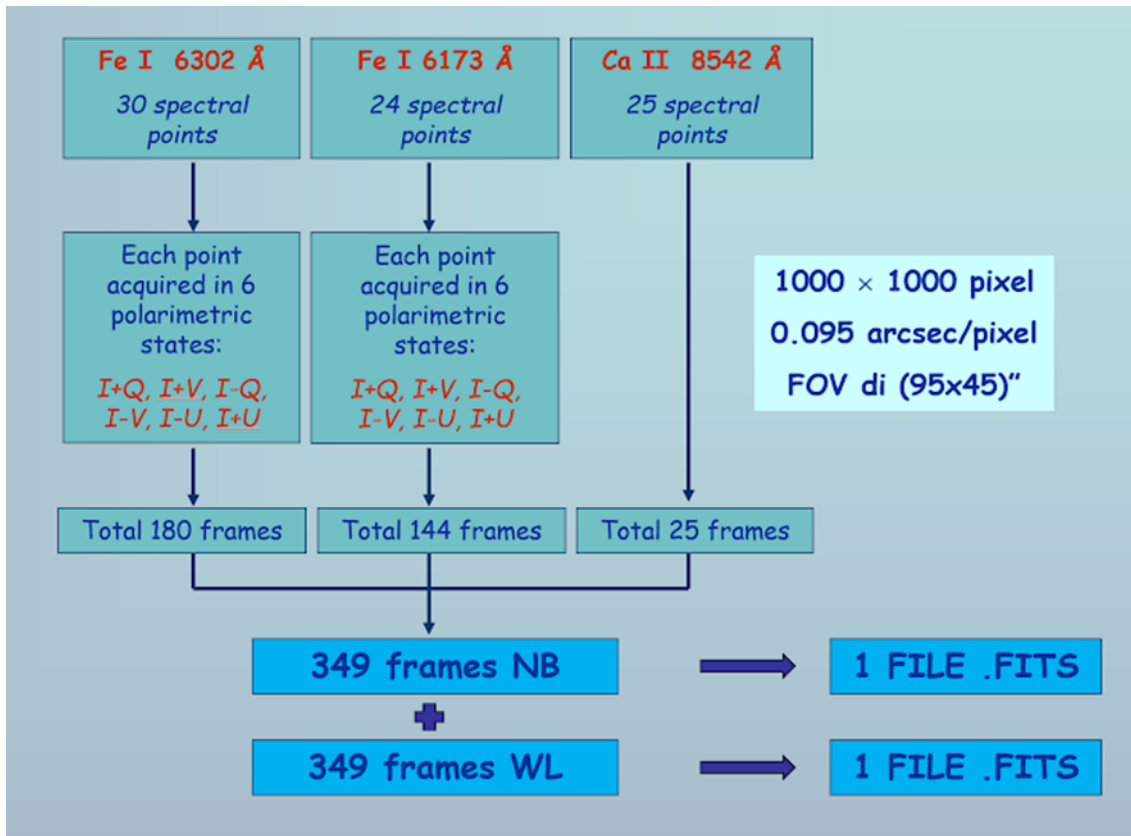 Fe I 6302 Å
30 spectral
points
Fe I 6173 Å
24 spectral
points
Ca II 8542 Å
25 spectral
points
Each point
acquired in 6
polarimetric
states:
I+Q, I+V, I-Q,
I-V, I-U, I+U
Each point
acquired in 6
polarimetric
states:
I+Q, I+V, I-Q,
I-V, I-U, I+U
1000 × 1000 pixel
0.095 arcsec/pixel
FOV di (95x45)”
Total 180 frames
Total 144 frames
Total 25 frames
349 frames NB
1 FILE .FITS
349 frames WL
1 FILE .FITS